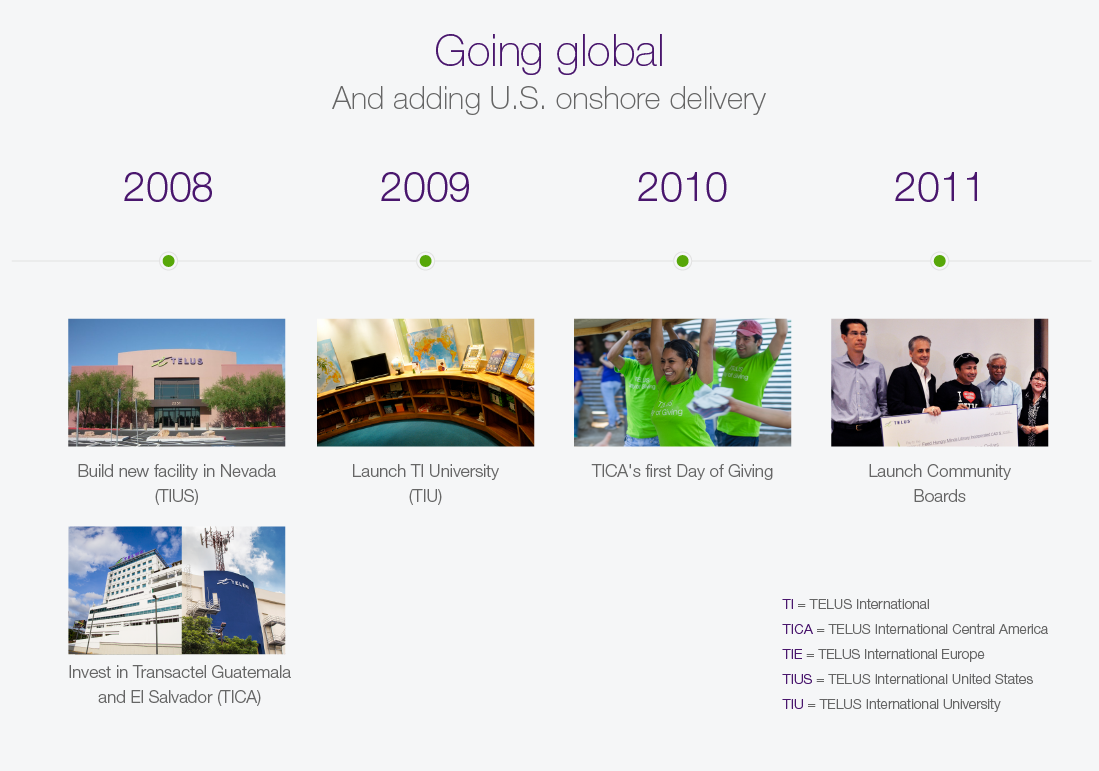 Going global
And adding U.S. onshore delivery
2008
2009
2010
2011
TELUS
Build new facility in Nevada
(TIUS)
Launch TI University
(TIU)
TICA's first Day of Giving
TELUS
Launch Community
Boards
TELUS
TELUS
Invest in Transactel Guatemala
and El Salvador (TICA)
TI = TELUS International
TICA = TELUS International Central America
TIE = TELUS International Europe
TIUS = TELUS International United States
TIU = TELUS International University